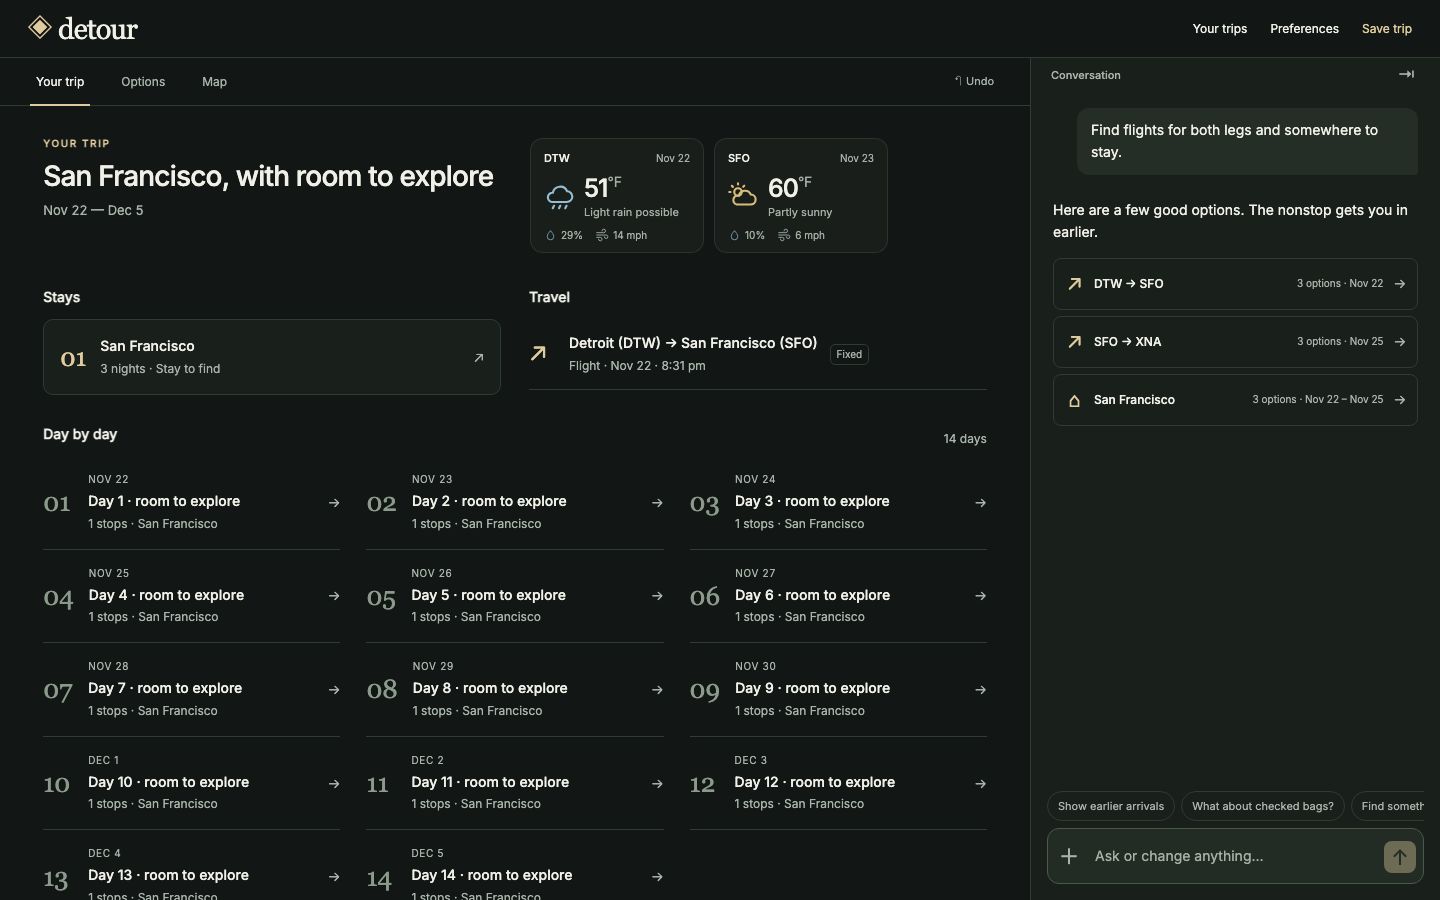 detour
Your trips
Preferences
Save trip
Your trip
Options
Map
Undo
YOUR TRIP
San Francisco, with room to explore
Nov 22 — Dec 5
DTW
Nov 22
51°F
Light rain possible
29%
14 mph
SFO
Nov 23
60°F
Partly sunny
10%
6 mph
Stays
01
San Francisco
3 nights · Stay to find
Travel
Detroit (DTW) → San Francisco (SFO)
Flight · Nov 22 · 8:31 pm
Fixed
Day by day
14 days
01
NOV 22
Day 1 · room to explore
1 stops · San Francisco
02
NOV 23
Day 2 · room to explore
1 stops · San Francisco
03
NOV 24
Day 3 · room to explore
1 stops · San Francisco
04
NOV 25
Day 4 · room to explore
1 stops · San Francisco
05
NOV 26
Day 5 · room to explore
1 stops · San Francisco
06
NOV 27
Day 6 · room to explore
1 stops · San Francisco
07
NOV 28
Day 7 · room to explore
1 stops · San Francisco
08
NOV 29
Day 8 · room to explore
1 stops · San Francisco
09
NOV 30
Day 9 · room to explore
1 stops · San Francisco
10
DEC 1
Day 10 · room to explore
1 stops · San Francisco
11
DEC 2
Day 11 · room to explore
1 stops · San Francisco
12
DEC 3
Day 12 · room to explore
1 stops · San Francisco
13
DEC 4
Day 13 · room to explore
1 stops · San Francisco
14
DEC 5
Day 14 · room to explore
1 stops · San Francisco
Conversation
Find flights for both legs and somewhere to
stay.
Here are a few good options. The nonstop gets you in
earlier.
DTW → SFO
3 options · Nov 22
SFO → XNA
3 options · Nov 25
San Francisco
3 options · Nov 22 – Nov 25
Show earlier arrivals
What about checked bags?
Find someth
Ask or change anything...